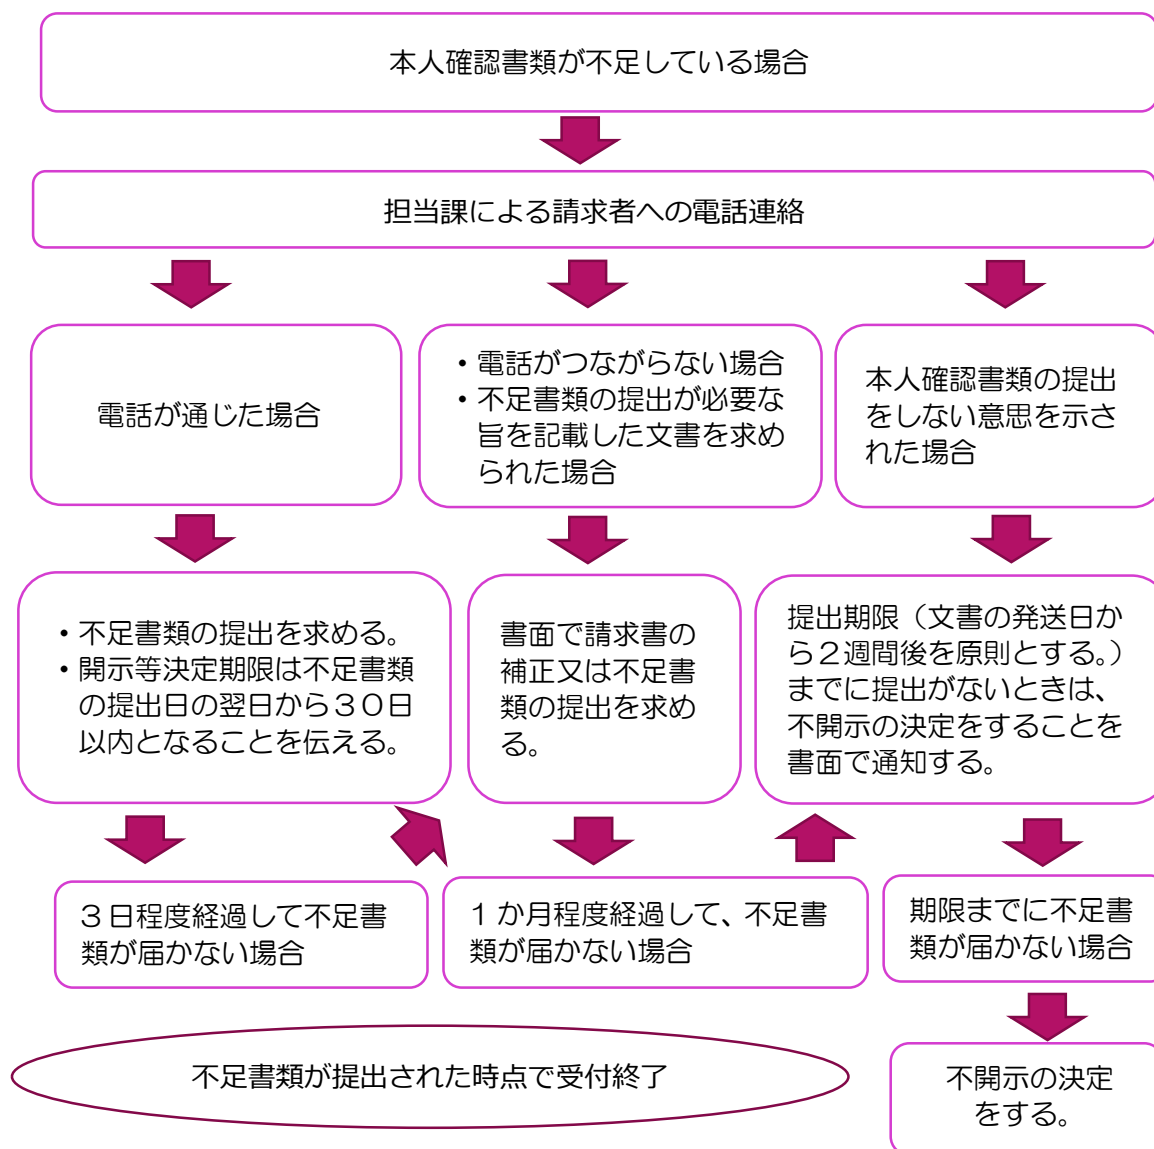 本人確認書類が不足している場合
担当課による請求者への電話連絡
電話が通じた場合
・電話がつながらない場合
・不足書類の提出が必要な
旨を記載した文書を求め
られた場合
本人確認書類の提出
をしない意思を示さ
れた場合
・不足書類の提出を求める。
・開示等決定期限は不足書類
の提出日の翌日から30日
以内となることを伝える。
書面で請求書の
補正又は不足書
類の提出を求め
る。
提出期限（文書の発送日か
ら2週間後を原則とする。）
までに提出がないときは、
不開示の決定をすることを
書面で通知する。
3日程度経過して不足書
類が届かない場合
1か月程度経過して、不足書
類が届かない場合
期限までに不足書
類が届かない場合
不足書類が提出された時点で受付終了
不開示の決定
をする。